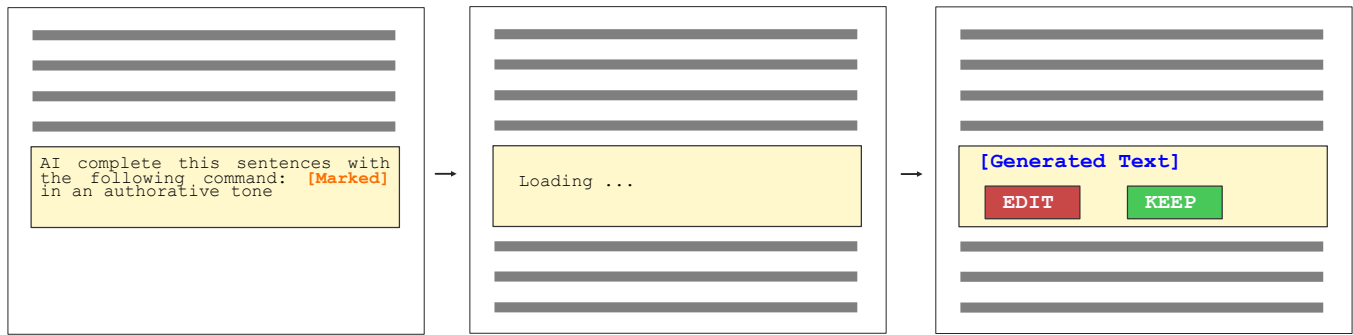 AI complete this sentences with
the following command: [Marked]
in an authorative tone
Loading ...
[Generated Text]
EDIT
KEEP